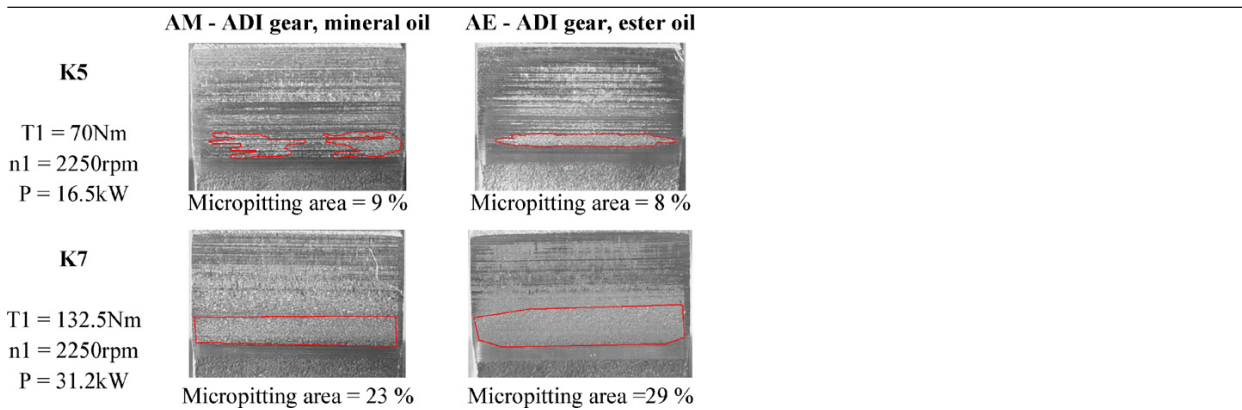 AM - ADI gear, mineral oil AE - ADI gear, ester oil
K5
T1 = 70Nm
n1 = 2250rpm
P = 16.5kW
Micropitting area = 9 % Micropitting area = 8 %
K7
T1 = 132.5Nm
n1 = 2250rpm
P = 31.2kW
Micropitting area = 23 % Micropitting area =29 %